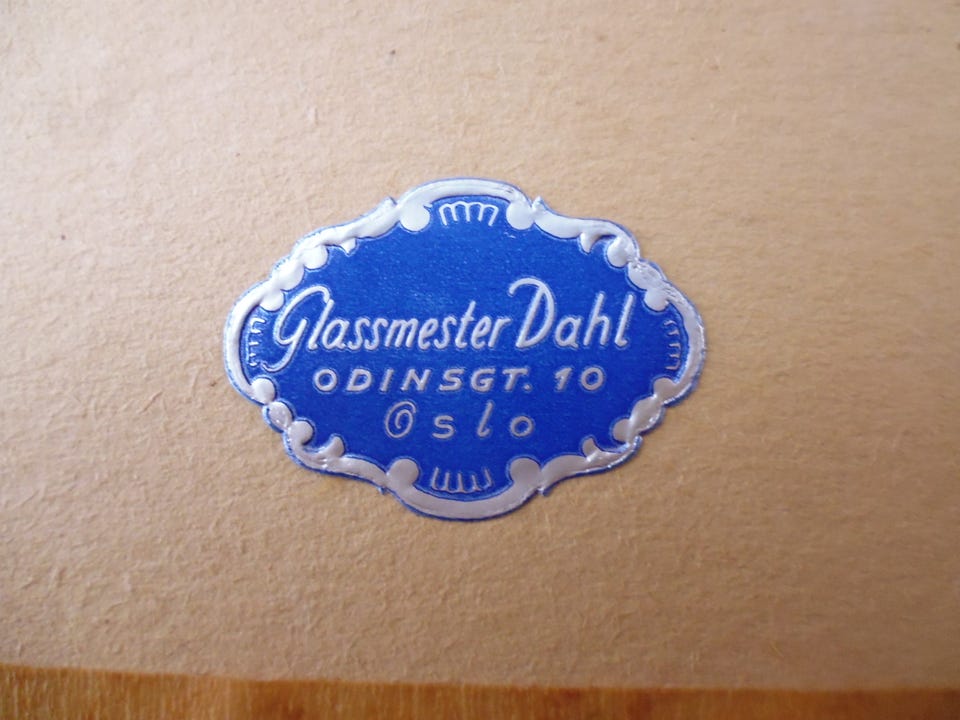 Glassmester Dahl
ODINSGT. 10
Oslo